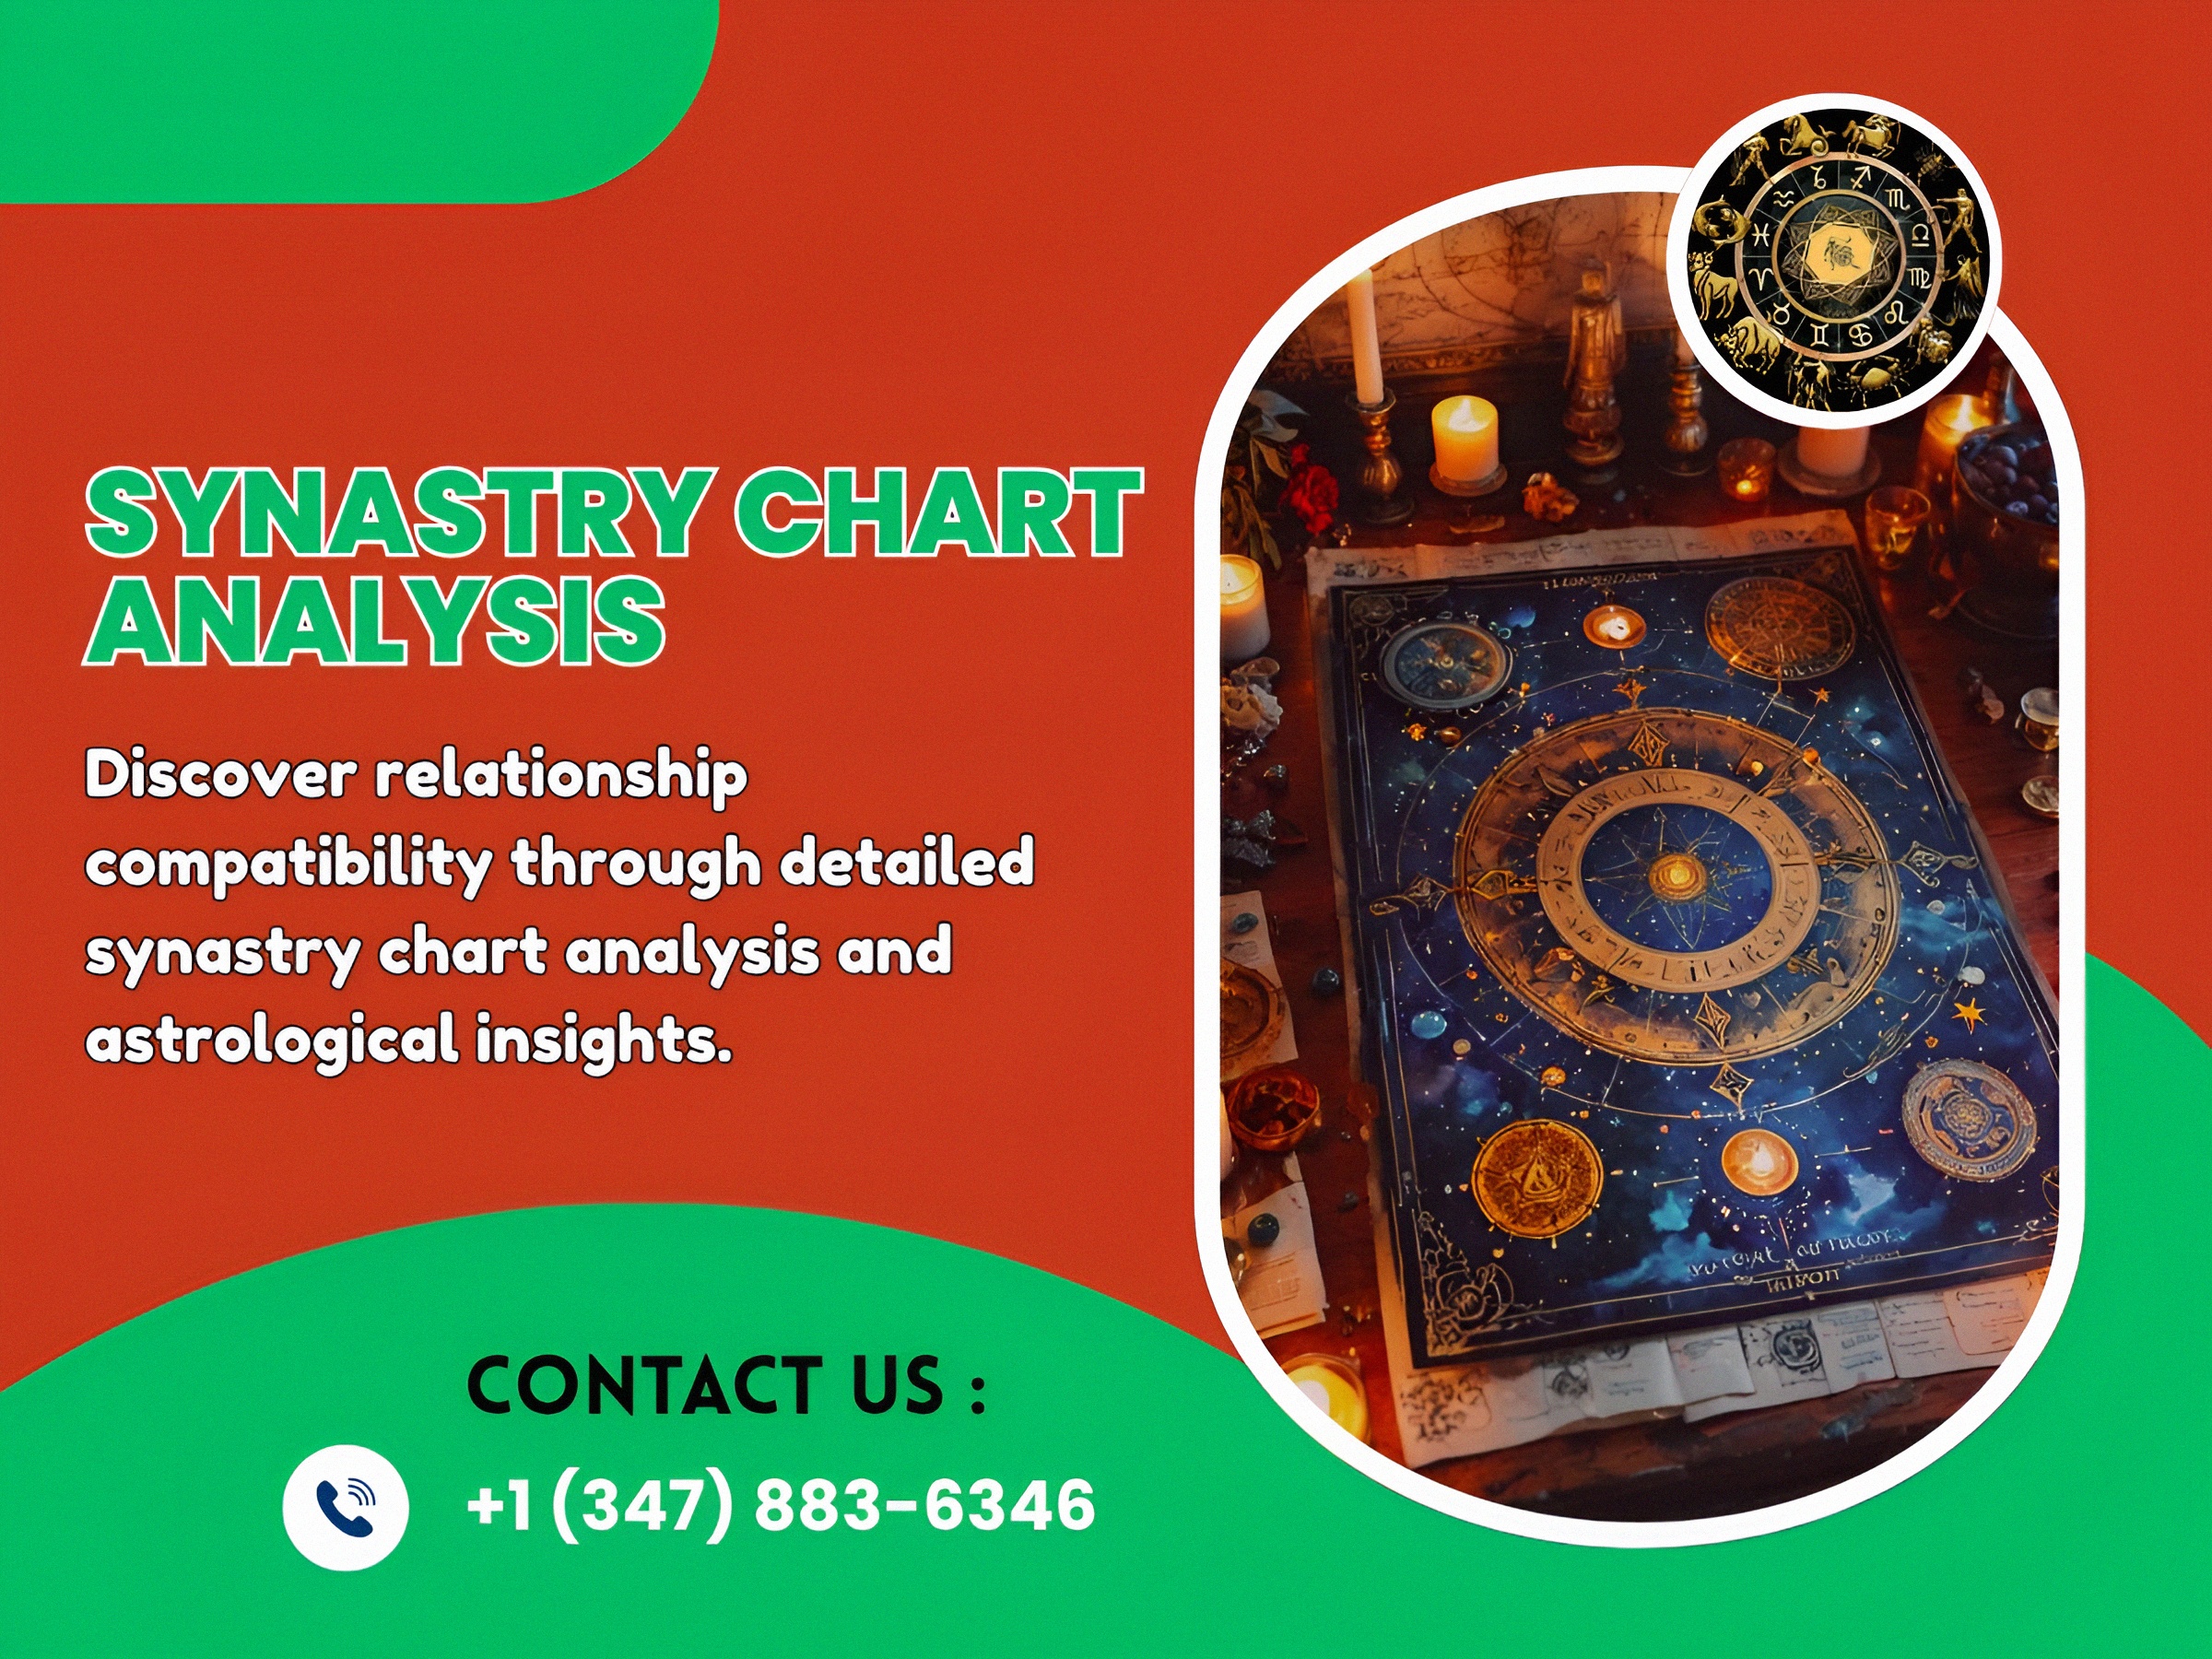 SYNASTRY CHART
ANALYSIS
Discover relationship
compatibility through detailed
synastry chart analysis and
astrological insights.
CONTACT US :
+1 (347) 883-6346